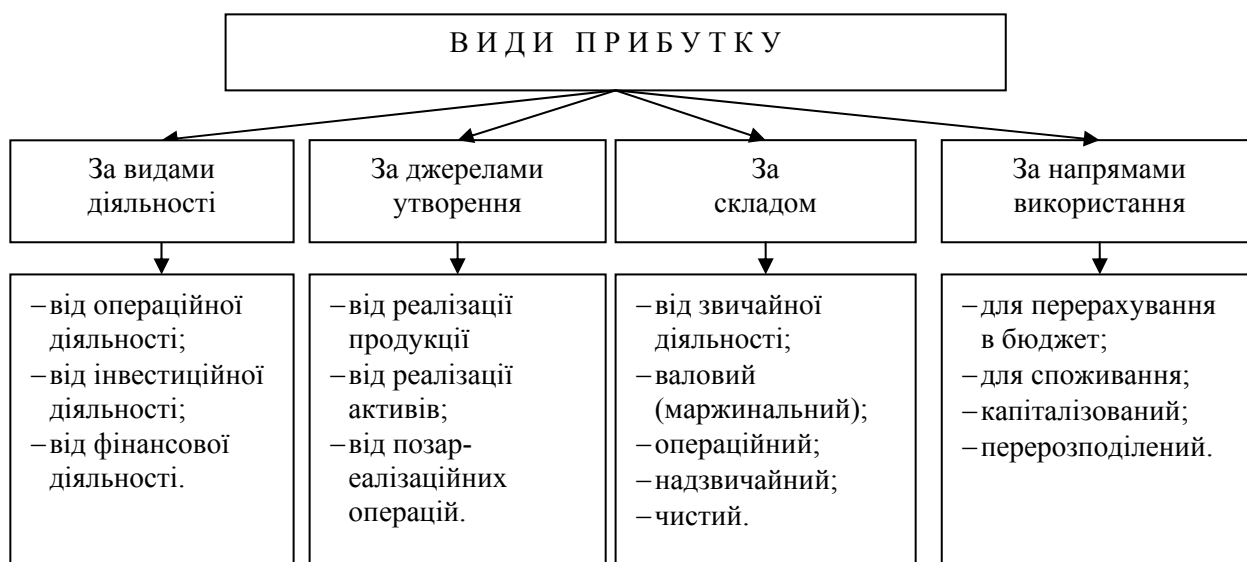 В И Д И П Р И Б У Т К У
За видами
діяльності
За джерелами
утворення
За
складом
За напрямами
використання
–від операційної
діяльності;
–від інвестиційної
діяльності;
–від фінансової
діяльності.
–від реалізації
продукції
–від реалізації
активів;
–від позар-
еалізаційних
операцій.
–від звичайної
діяльності;
–валовий
(маржинальний);
–операційний;
–надзвичайний;
–чистий.
–для перерахування
в бюджет;
–для споживання;
–капіталізований;
–перерозподілений.